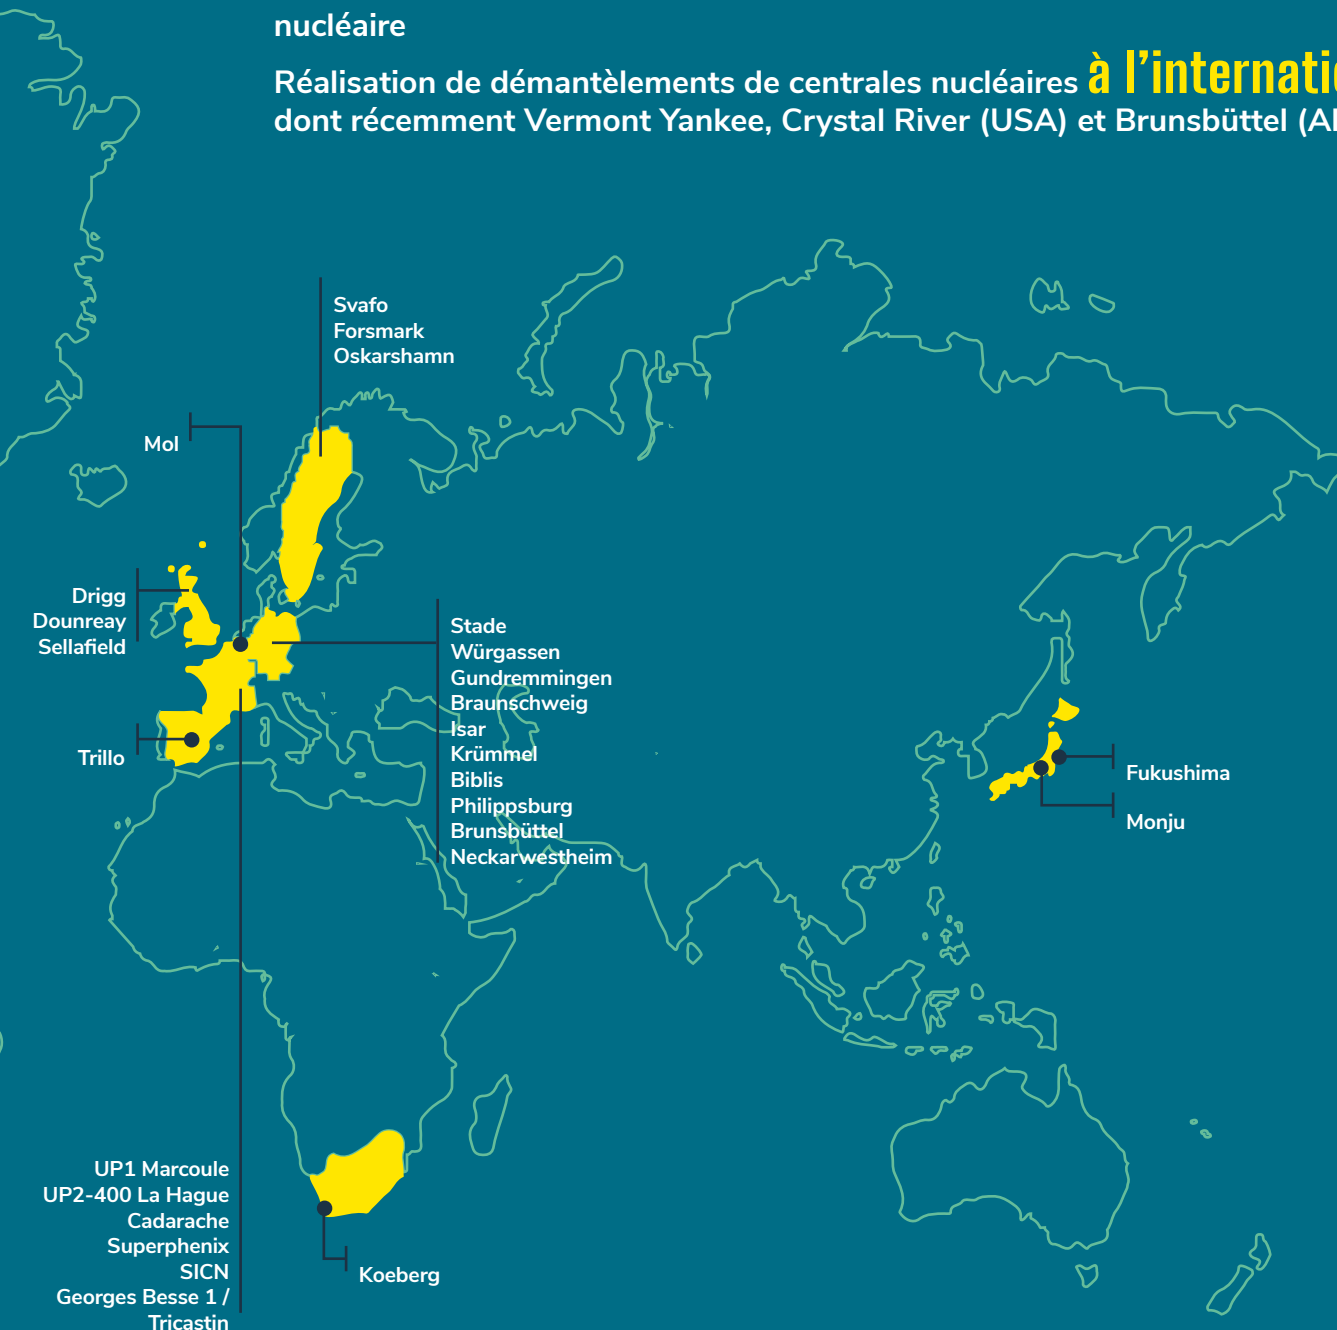 nucléaire
Réalisation de démantèlements de centrales nucléaires à l’internatio
dont récemment Vermont Yankee, Crystal River (USA) et Brunsbüttel (Al
Svafo
Forsmark
Oskarshamn
Mol
Drigg
Dounreay
Sellafield
Stade
Würgassen
Gundremmingen
Braunschweig
Isar
Krümmel
Biblis
Philippsburg
Brunsbüttel
Neckarwestheim
Trillo
Fukushima
Monju
UP1 Marcoule
UP2-400 La Hague
Cadarache
Superphenix
SICN
Georges Besse 1 /
Tricastin
Koeberg